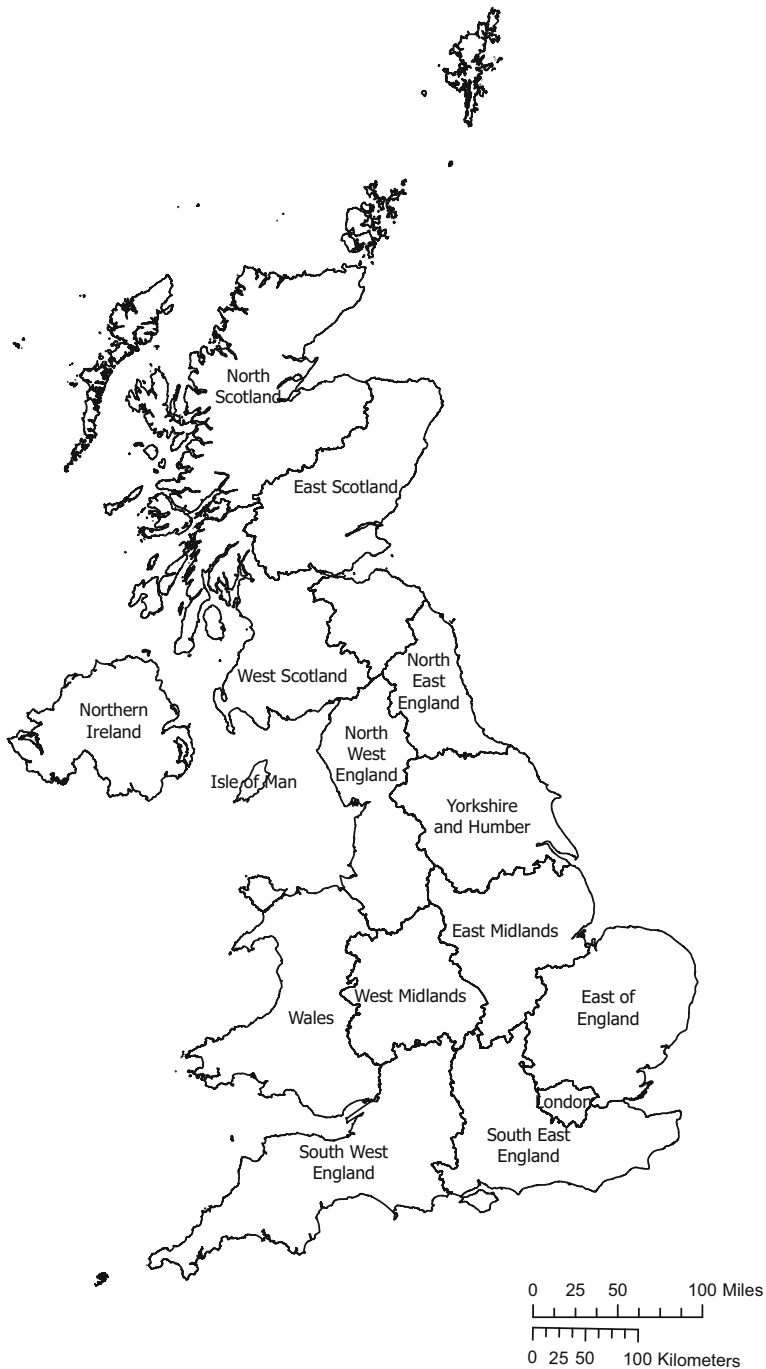 North
Scotland
East Scotland
West Scotland
North
East
England
Northern
Ireland
North
West
England
Isle of Man
Yorkshire
and Humber
East Midlands
West Midlands
East of
England
Wales
London
South East
England
South West
England
0 25 50 100 Miles
0 25 50 100 Kilometers